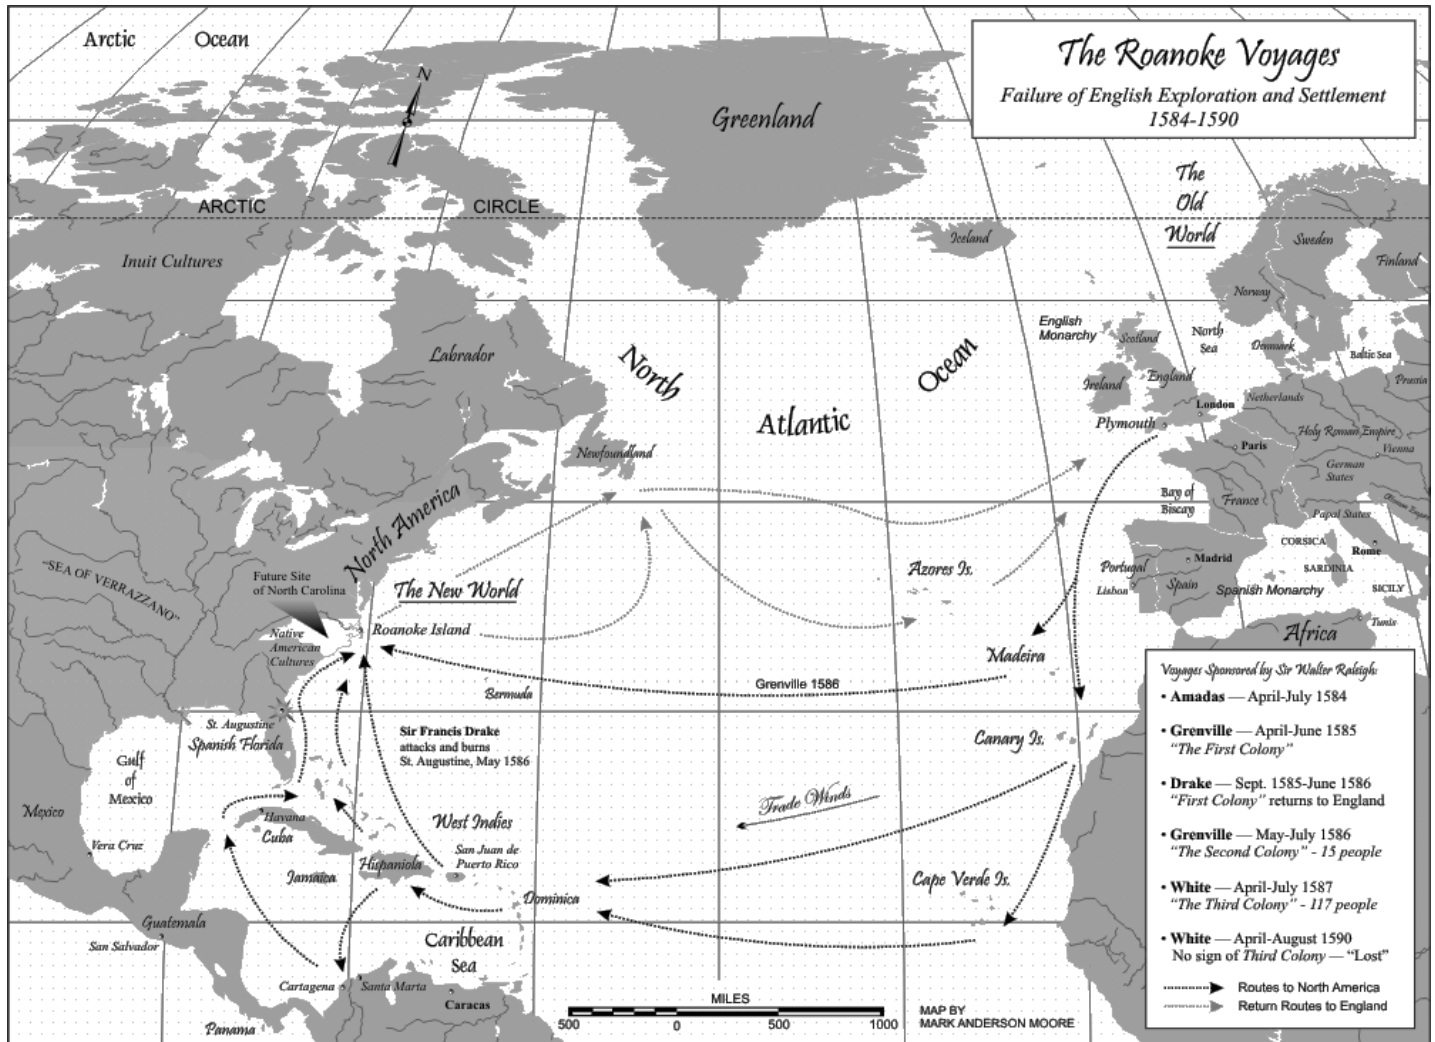 The Roanoke Voyages
Failure of English Exploration and Settlement
1584-1590
Arctic Ocean
N
Greenland
ARCTIC CIRCLE
The
Old
World
Iceland
Inuit Cultures
Sweden
Finland
Norway
English
Monarchy
Scotland
North
Sea
Denmark
Baltic Sea
Labrador
North
Atlantic
Ocean
Ireland
England
Prussia
London
Netherlands
Plymouth
Holy Roman Empire
Vienna
Paris
German
States
Newfoundland
North America
Bay of
Biscay
France
Papal States
CORSICA
Rome
Madrid
SARDINIA
Portugal
Spain
Lisbon
Spanish Monarchy
SICILY
Tunis
Africa
"SEA OF VERRAZZANO"
Future Site
of North Carolina
The New World
Azores Is.
Roanoke Island
Native
American
Cultures
Madeira
Grenville 1586
Bermuda
St. Augustine
Spanish Florida
Sir Francis Drake
attacks and burns
St. Augustine, May 1586
Canary Is.
Gulf
of
Mexico
Trade Winds
Mexico
Havana
Cuba
West Indies
Vera Cruz
San Juan de
Puerto Rico
Hispaniola
Jamaica
Cape Verde Is.
Dominica
Guatemala
San Salvador
Caribbean
Sea
Cartagena
Santa Marta
Caracas
Panama
MILES
500 0 500 1000
MAP BY
MARK ANDERSON MOORE
Voyages Sponsored by Sir Walter Raleigh:
• Amadas — April-July 1584
• Grenville — April-June 1585
"The First Colony"
• Drake — Sept. 1585-June 1586
"First Colony" returns to England
• Grenville — May-July 1586
"The Second Colony" - 15 people
• White — April-July 1587
"The Third Colony" - 117 people
• White — April-August 1590
No sign of Third Colony — "Lost"
Routes to North America
Return Routes to England